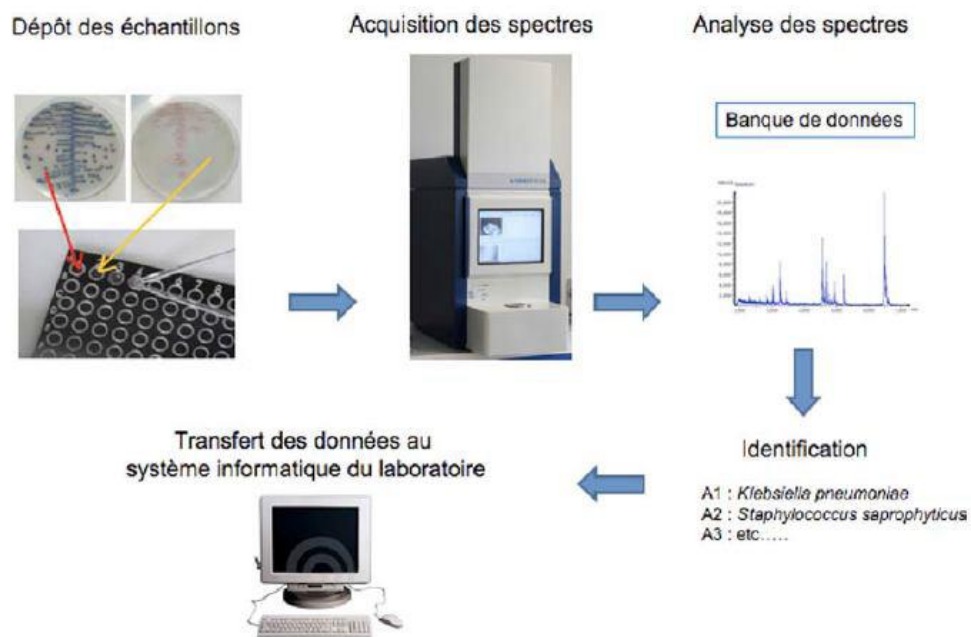 Dépôt des échantillons
Acquisition des spectres
Analyse des spectres
Banque de données
Transfert des données au
système informatique du laboratoire
Identification
A1 : Klebsiella pneumoniae
A2 : Staphylococcus saprophyticus
A3 : etc.....